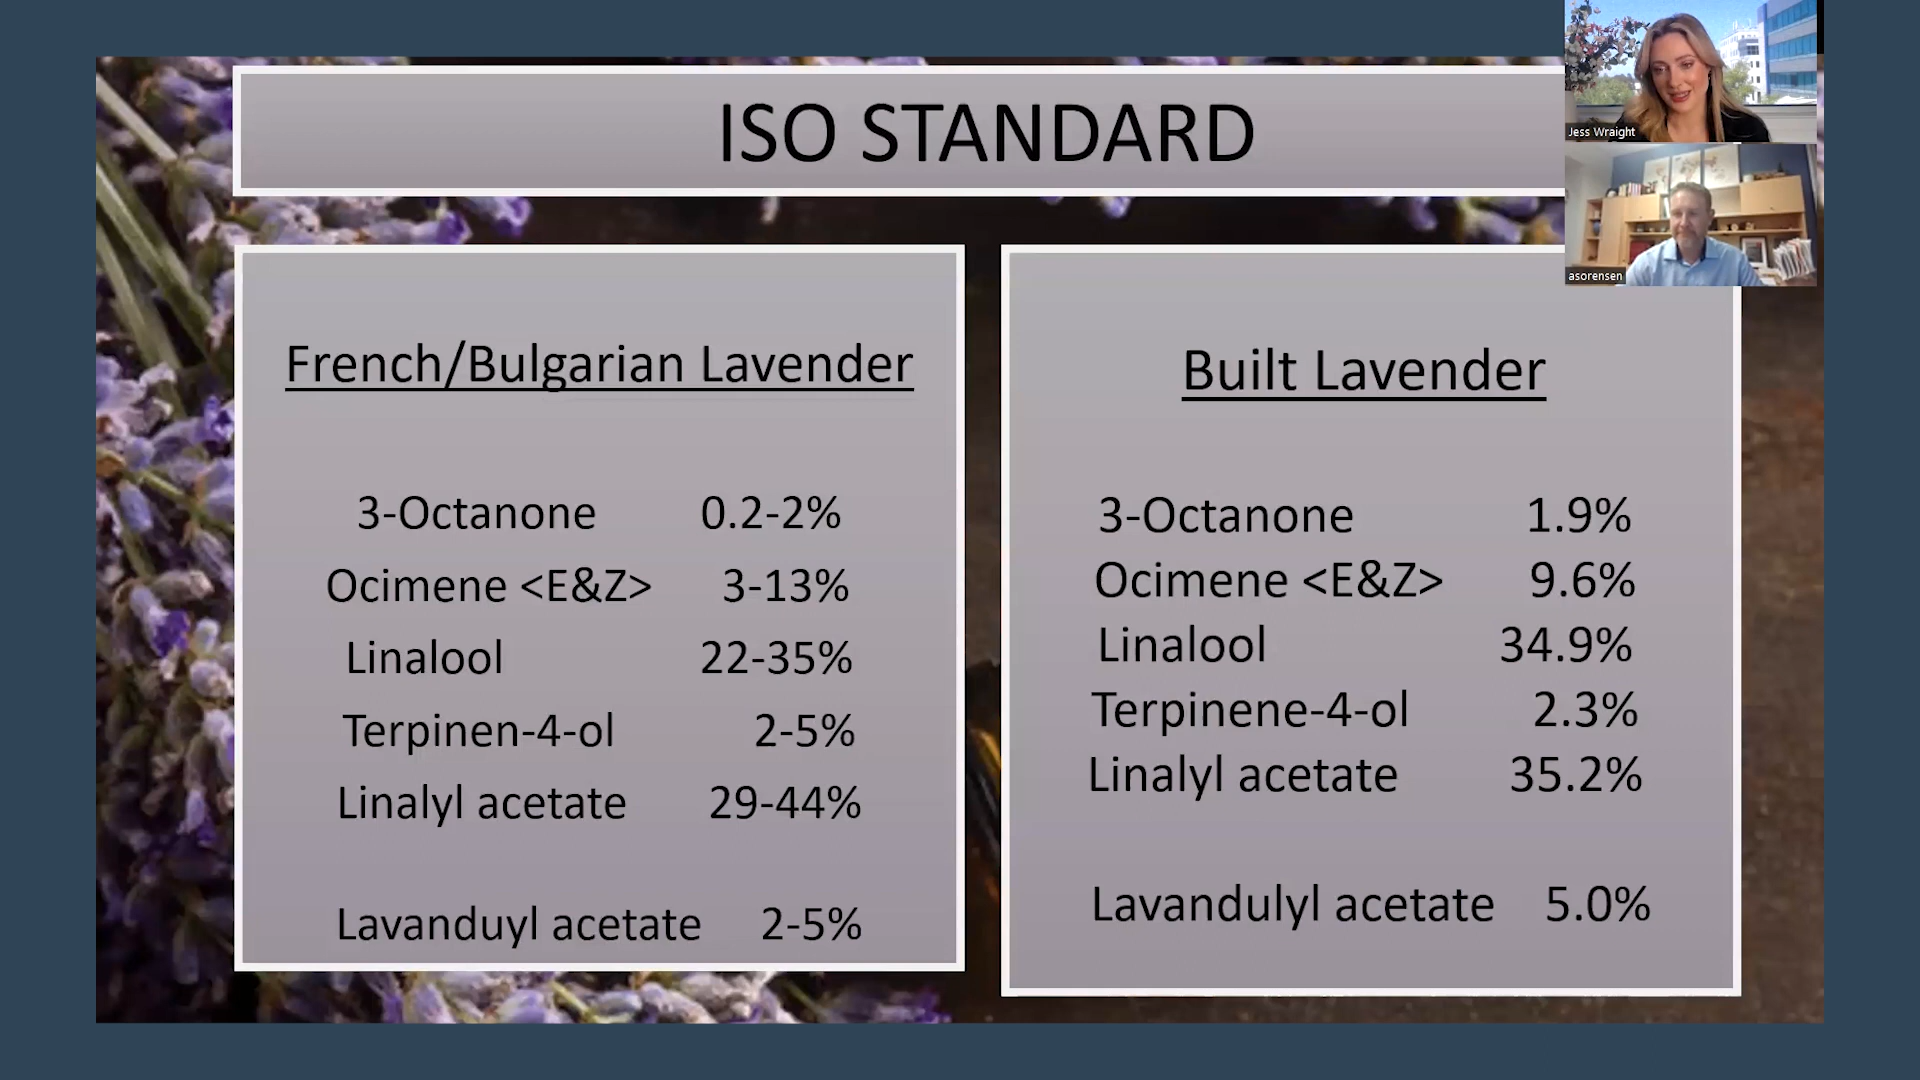 ISO STANDARD
Jess Wraight
asorensen
French/Bulgarian Lavender
3-Octanone 0.2-2%
Ocimene <E&Z> 3-13%
Linalool 22-35%
Terpinen-4-ol 2-5%
Linalyl acetate 29-44%
Lavanduyl acetate 2-5%
Built Lavender
3-Octanone 1.9%
Ocimene <E&Z> 9.6%
Linalool 34.9%
Terpinene-4-ol 2.3%
Linalyl acetate 35.2%
Lavandulyl acetate 5.0%